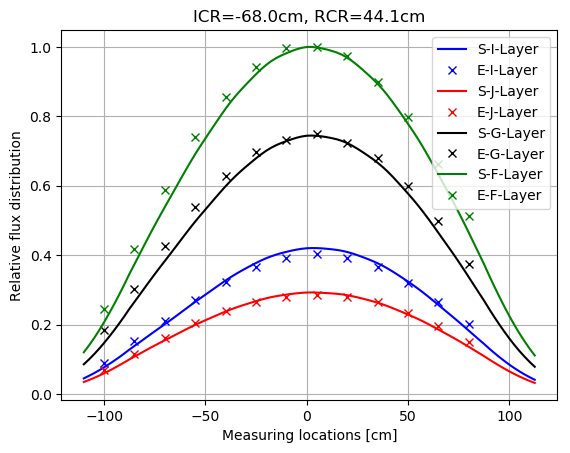 ICR=-68.0cm, RCR=44.1cm
1.0
0.8
0.6
0.4
0.2
0.0
Relative flux distribution
S-I-Layer
E-I-Layer
S-J-Layer
E-J-Layer
S-G-Layer
E-G-Layer
S-F-Layer
E-F-Layer
−100
−50
0
50
100
Measuring locations [cm]